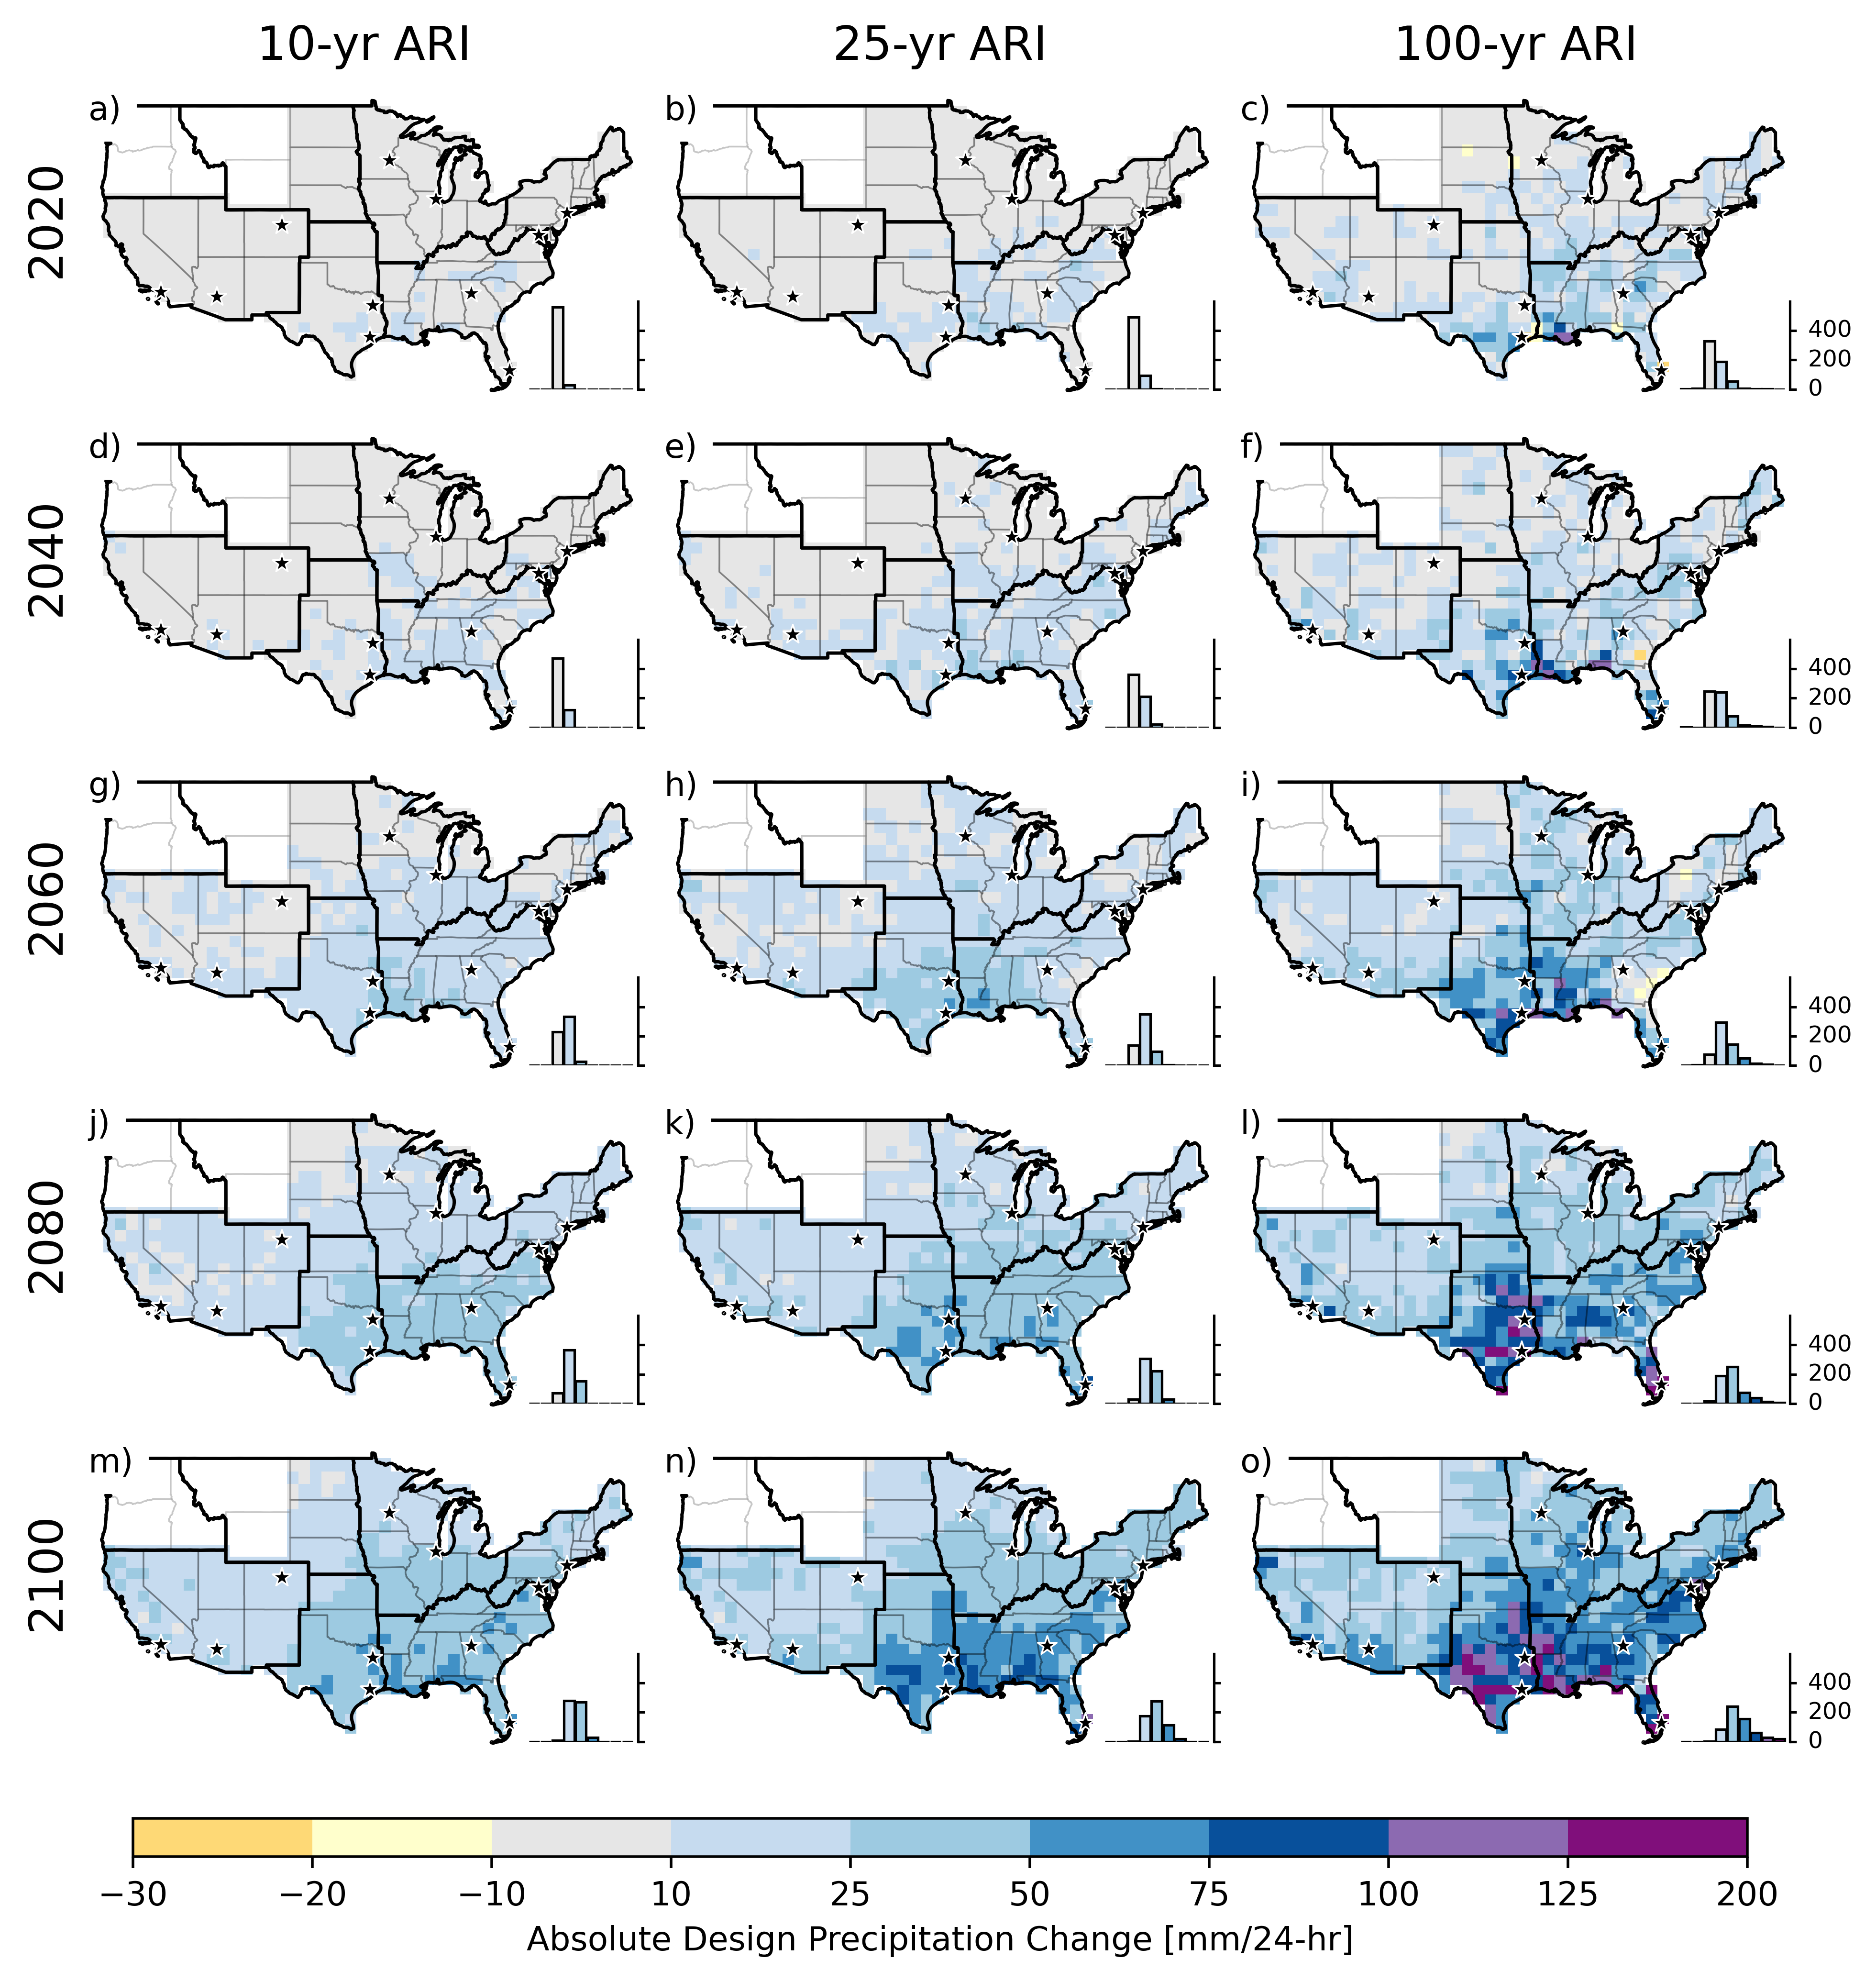 10-yr ARI 25-yr ARI 100-yr ARI
2020
a) b) c)
400
200
0
2040
d) e) f)
400
200
0
2060
g) h) i)
400
200
0
2080
j) k) l)
400
200
0
2100
m) n) o)
400
200
0
−30 −20 −10 10 25 50 75 100 125 200
Absolute Design Precipitation Change [mm/24-hr]